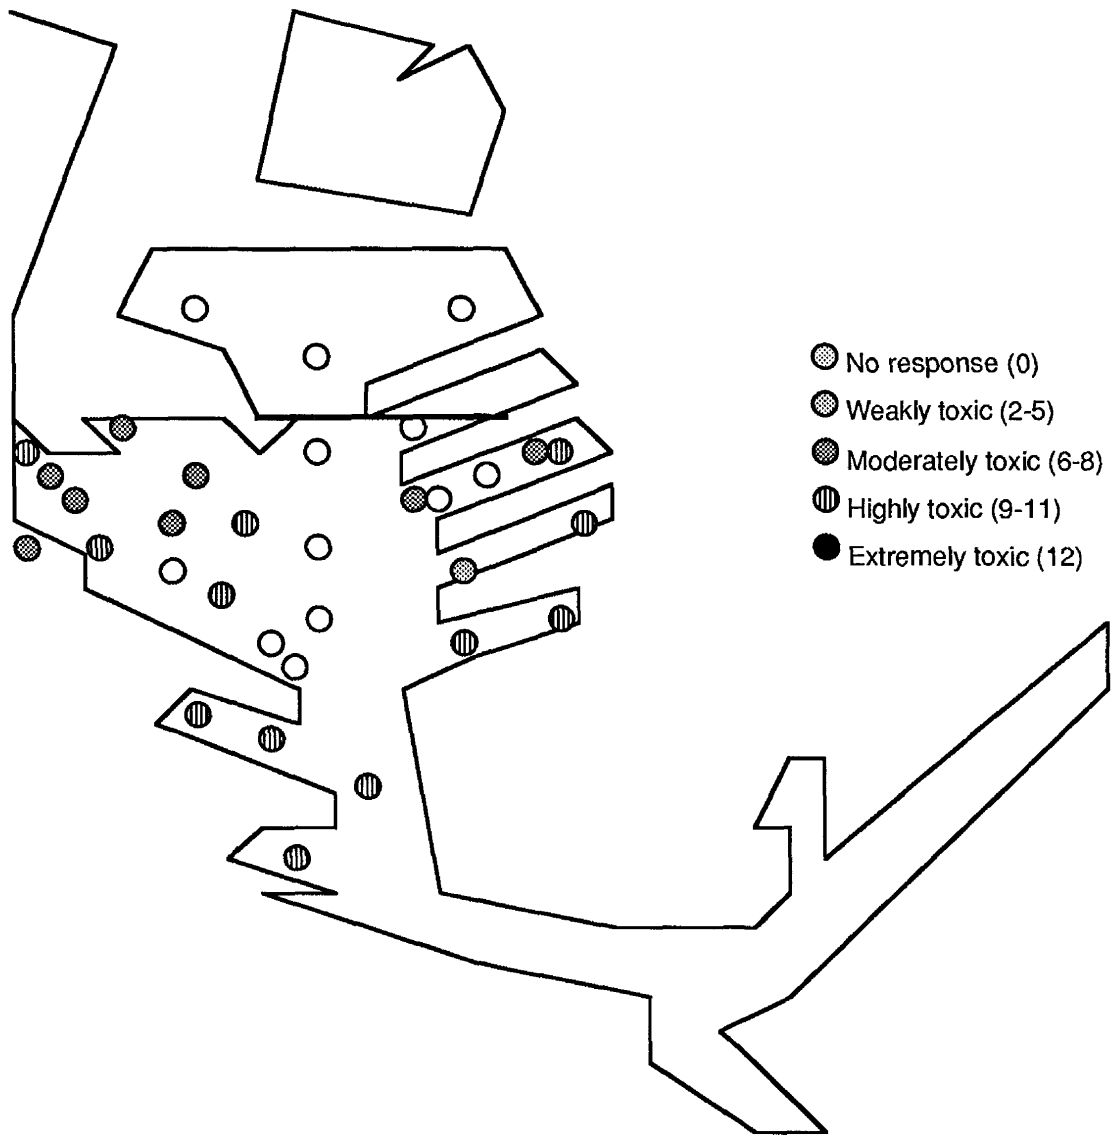 No response (0)
Weakly toxic (2-5)
Moderately toxic (6-8)
Highly toxic (9-11)
Extremely toxic (12)